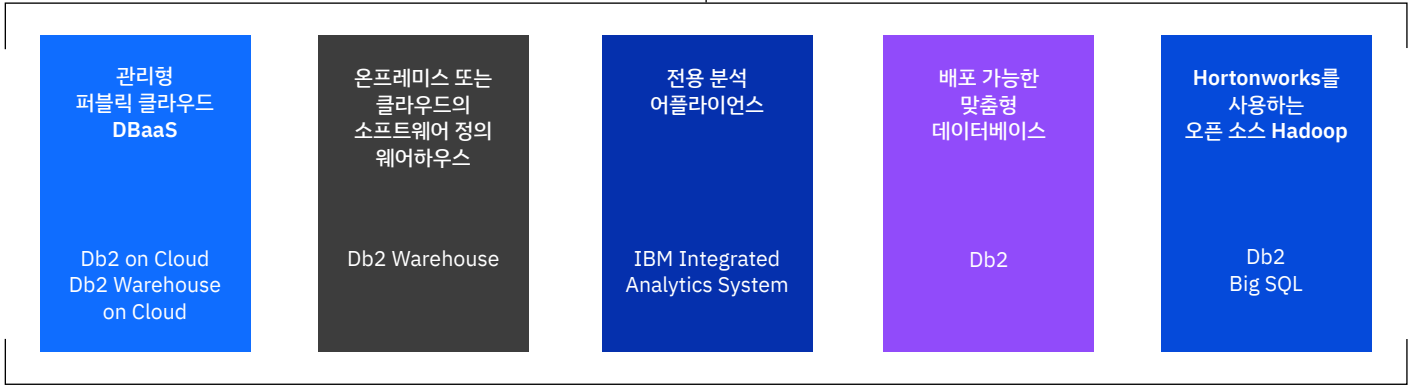 관리형
퍼블릭 클라우드
DBaaS
Db2 on Cloud
Db2 Warehouse
on Cloud
온프레미스 또는
클라우드의
소프트웨어 정의
웨어하우스
Db2 Warehouse
전용 분석
어플라이언스
IBM Integrated
Analytics System
배포 가능한
맞춤형
데이터베이스
Db2
Hortonworks를
사용하는
오픈 소스 Hadoop
Db2
Big SQL